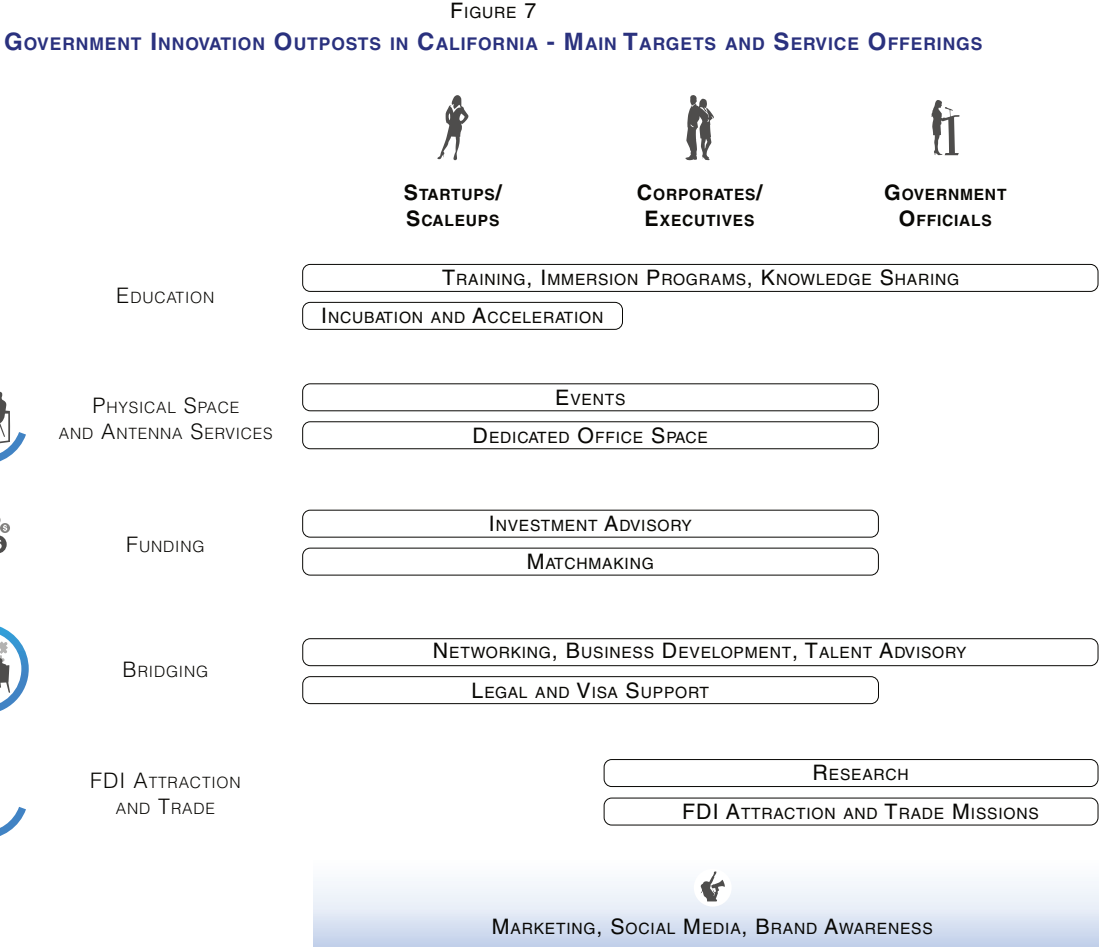 Figure 7
Government Innovation Outposts in California - Main Targets and Service Offerings
Startups/
Scaleups
Corporates/
Executives
Government
Officials
Education
Training, Immersion Programs, Knowledge Sharing
Incubation and Acceleration
Physical Space
and Antenna Services
Events
Dedicated Office Space
Funding
Investment Advisory
Matchmaking
Bridging
Networking, Business Development, Talent Advisory
Legal and Visa Support
FDI Attraction
and Trade
Research
FDI Attraction and Trade Missions
Marketing, Social Media, Brand Awareness